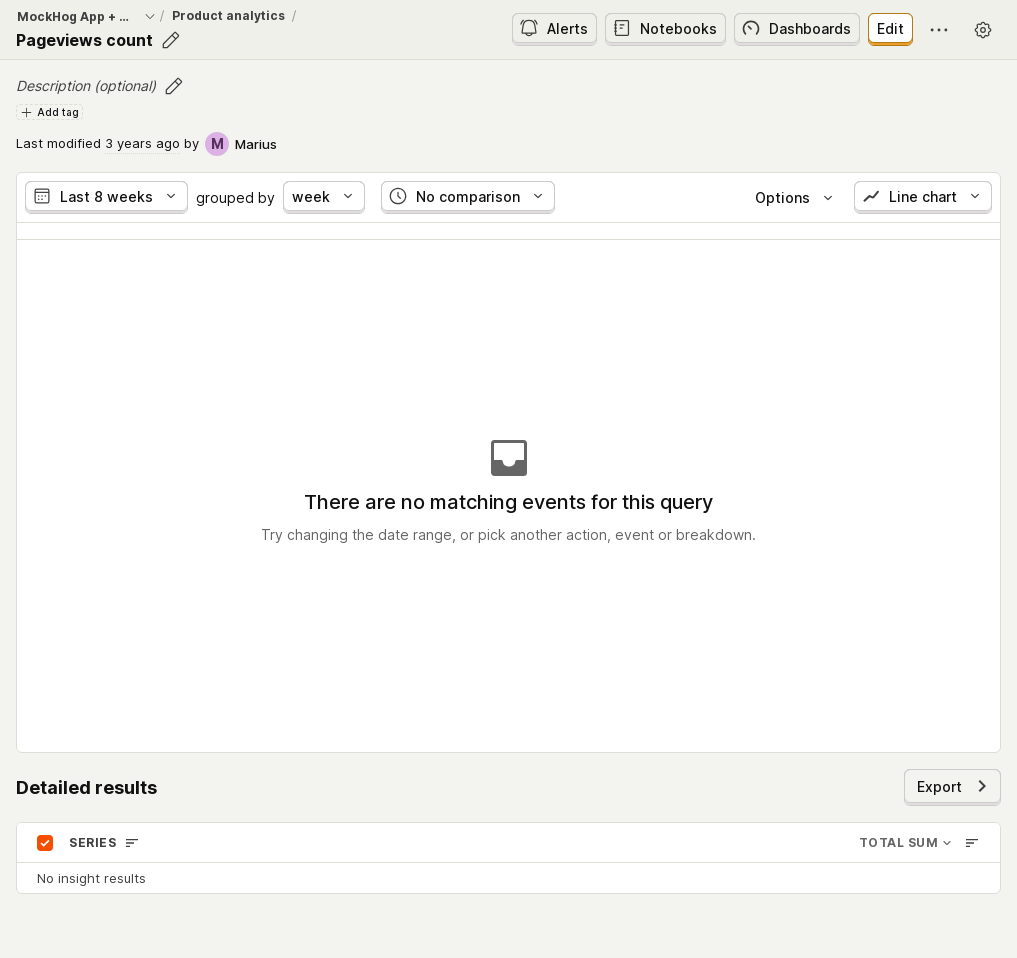 MockHog App + ... / Product analytics /
Pageviews count
Alerts Notebooks Dashboards Edit
Description (optional)
Add tag
Last modified 3 years ago by M Marius
Last 8 weeks grouped by week No comparison Options Line chart
There are no matching events for this query
Try changing the date range, or pick another action, event or breakdown.
Detailed results
Export
SERIES TOTAL SUM
No insight results